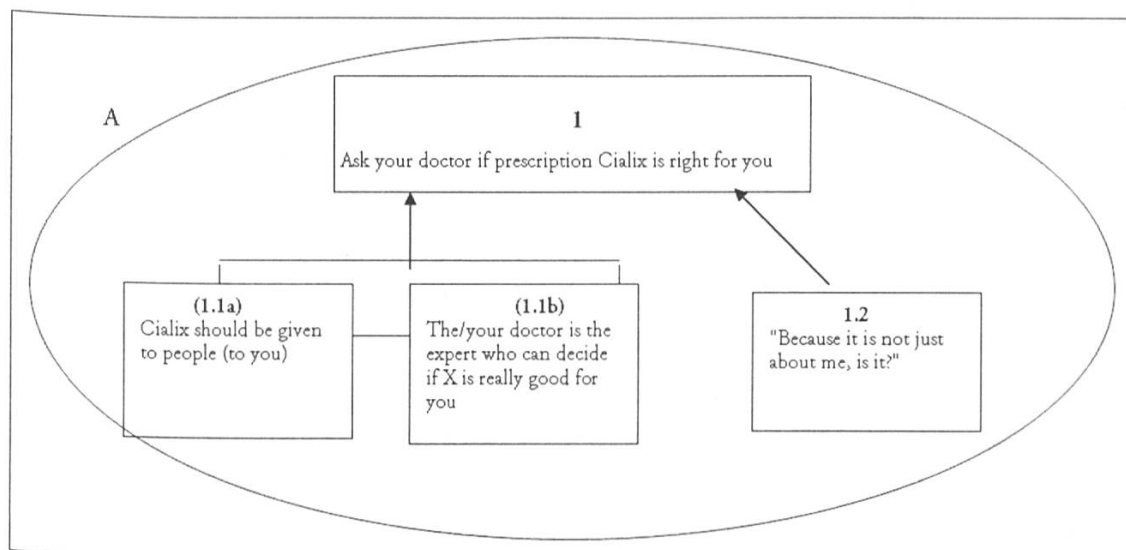 A
1
Ask your doctor if prescription Cialix is right for you
(1.1a)
Cialix should be given
to people (to you)
(1.1b)
The/your doctor is the
expert who can decide
if X is really good for
you
1.2
"Because it is not just
about me, is it?"